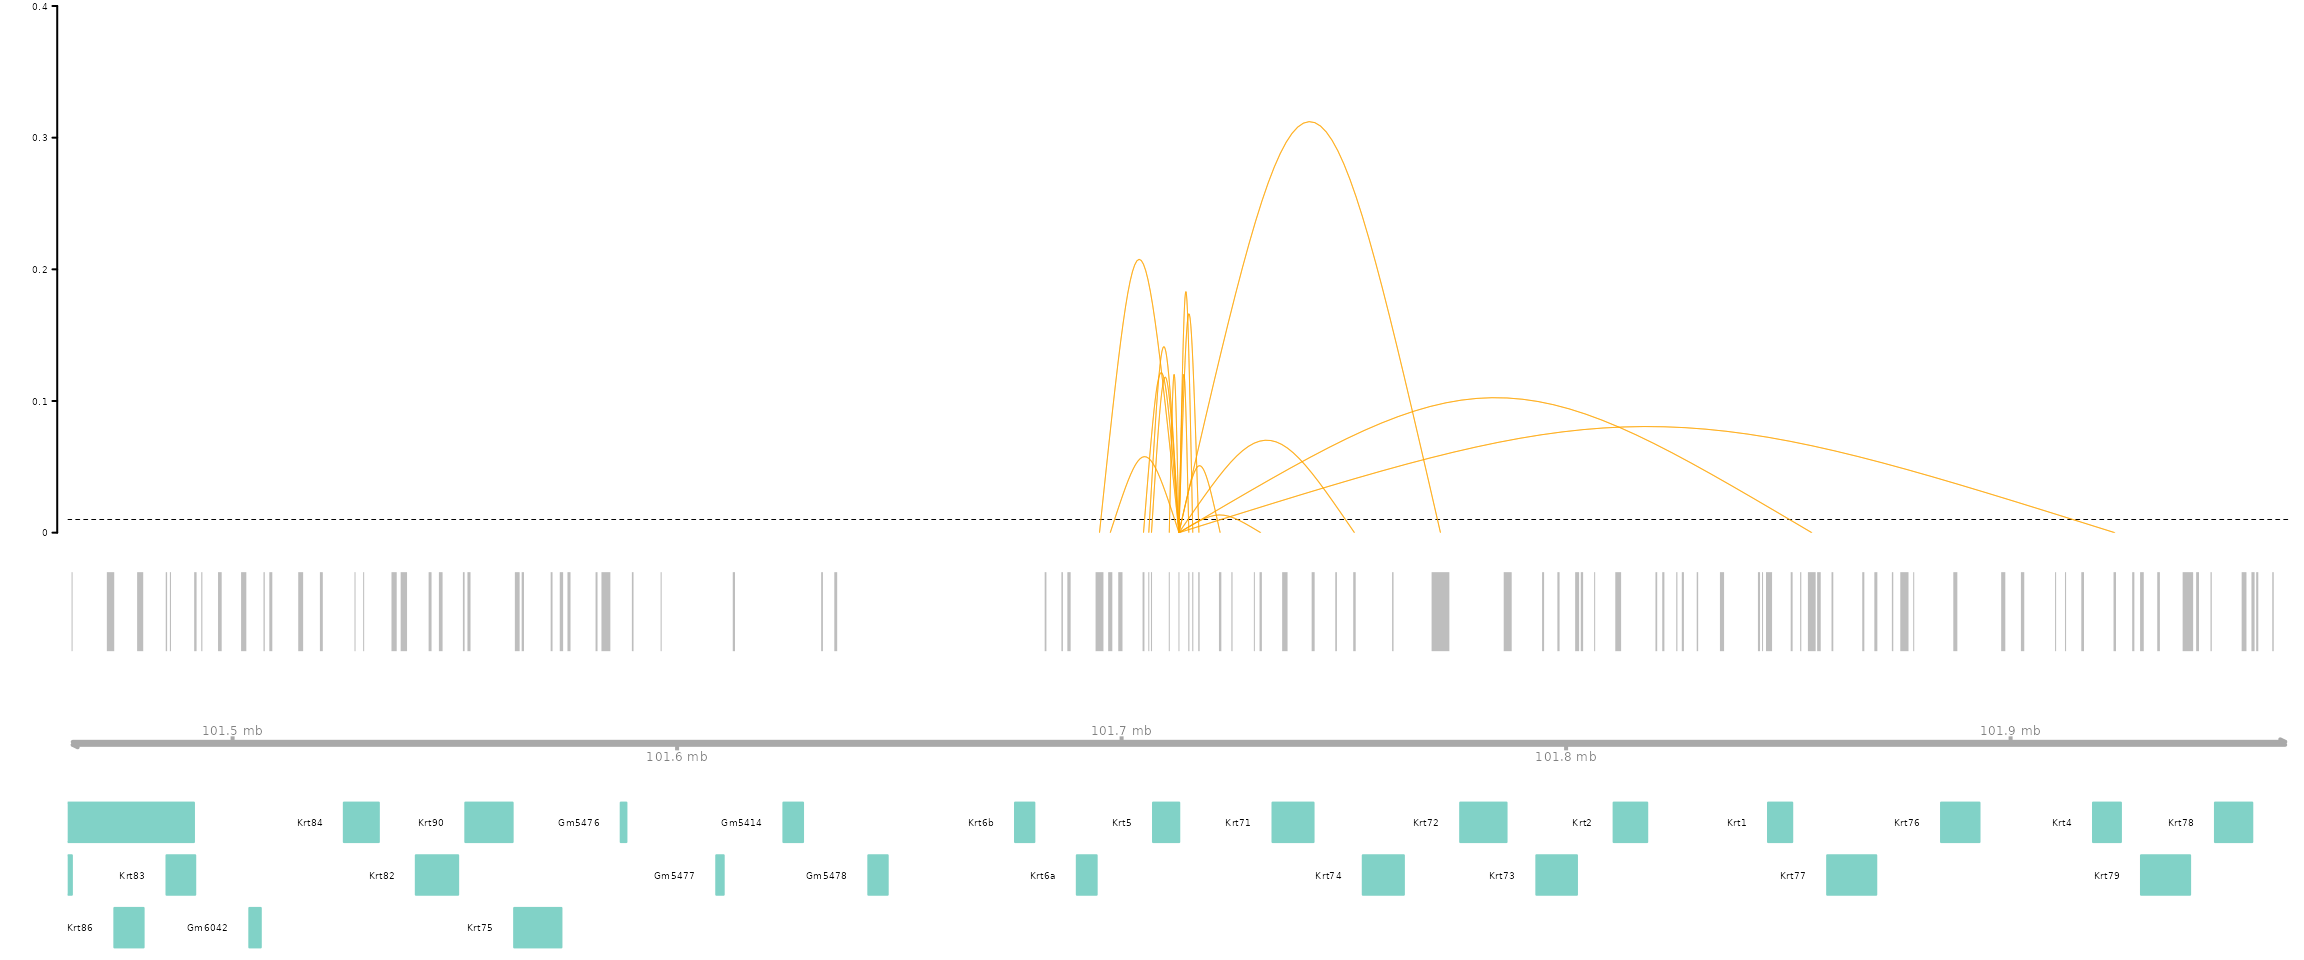 0.4
0.3
0.2
0.1
0
101.5 mb
101.7 mb
101.9 mb
101.6 mb
101.8 mb
Krt84
Krt90
Gm5476
Gm5414
Krt6b
Krt5
Krt71
Krt72
Krt2
Krt1
Krt76
Krt4
Krt78
Krt83
Krt82
Gm5477
Gm5478
Krt6a
Krt74
Krt73
Krt77
Krt79
Krt86
Gm6042
Krt75